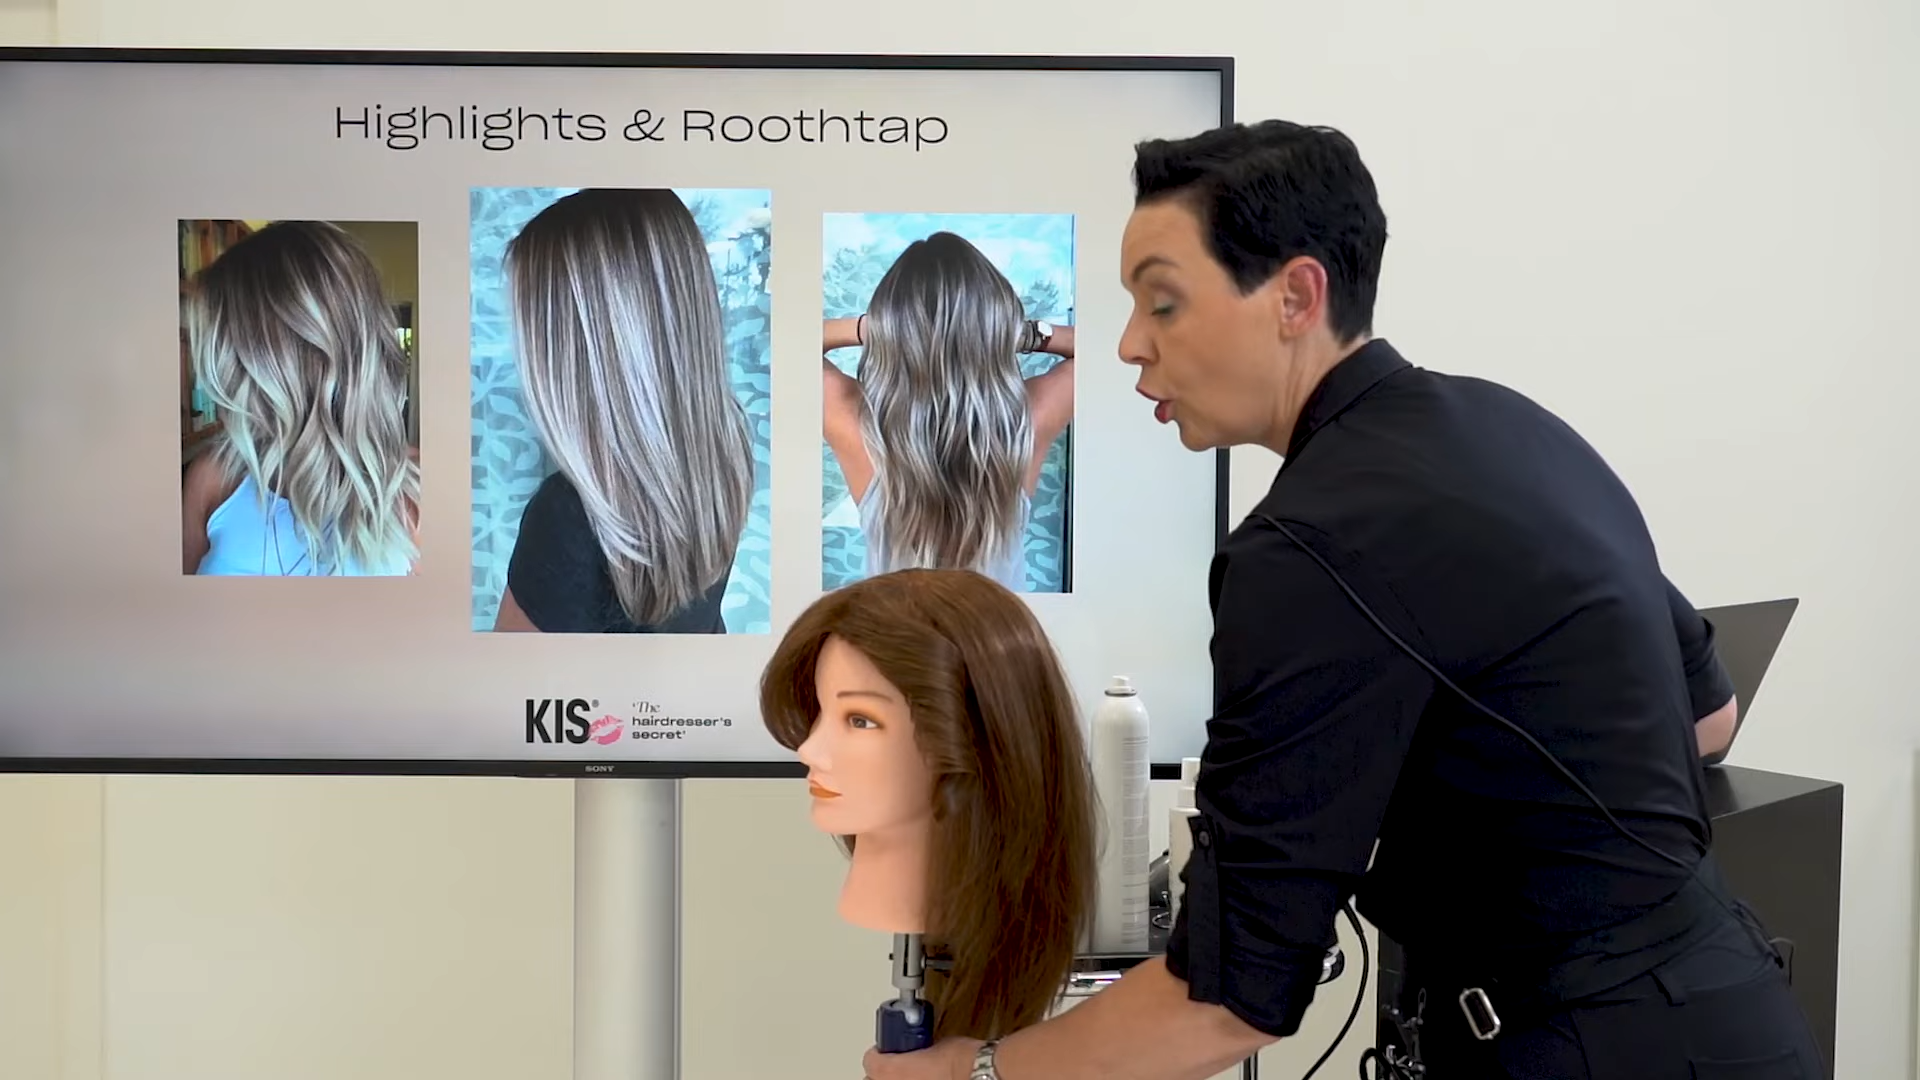 Highlights & Roothtap
KIS®
'The
hairdresser's
secret'
SONY